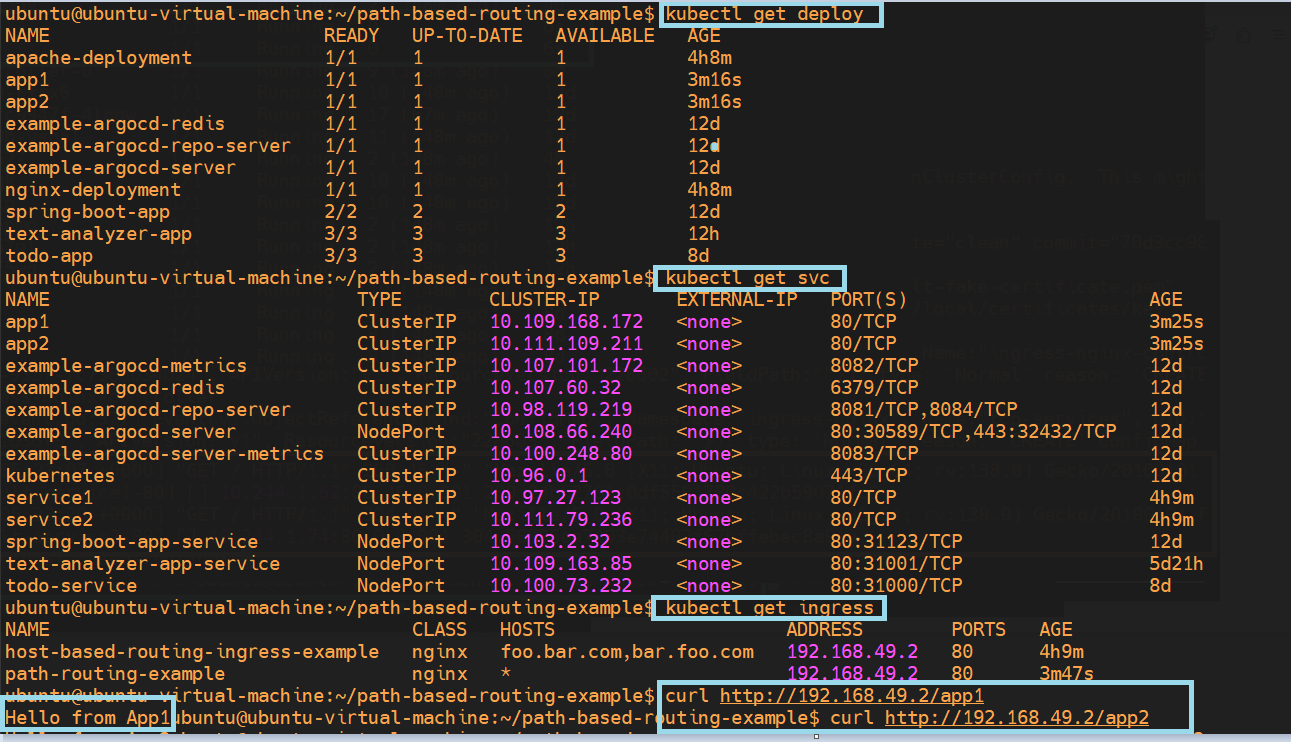 ubuntu@ubuntu-virtual-machine:~/path-based-routing-example$ kubectl get deploy
NAME READY UP-TO-DATE AVAILABLE AGE
apache-deployment 1/1 1 1 4h8m
app1 1/1 1 1 3m16s
app2 1/1 1 1 3m16s
example-argocd-redis 1/1 1 1 12d
example-argocd-repo-server 1/1 1 1 12d
example-argocd-server 1/1 1 1 12d
nginx-deployment 1/1 1 1 4h8m
spring-boot-app 2/2 2 2 12d
text-analyzer-app 3/3 3 3 12h
todo-app 3/3 3 3 8d
ubuntu@ubuntu-virtual-machine:~/path-based-routing-example$ kubectl get svc
NAME TYPE CLUSTER-IP EXTERNAL-IP PORT(S) AGE
app1 ClusterIP 10.109.168.172 <none> 80/TCP 3m25s
app2 ClusterIP 10.111.109.211 <none> 80/TCP 3m25s
example-argocd-metrics ClusterIP 10.107.101.172 <none> 8082/TCP 12d
example-argocd-redis ClusterIP 10.107.60.32 <none> 6379/TCP 12d
example-argocd-repo-server ClusterIP 10.98.119.219 <none> 8081/TCP,8084/TCP 12d
example-argocd-server NodePort 10.108.66.240 <none> 80:30589/TCP,443:32432/TCP 12d
example-argocd-server-metrics ClusterIP 10.100.248.80 <none> 8083/TCP 12d
kubernetes ClusterIP 10.96.0.1 <none> 443/TCP 12d
service1 ClusterIP 10.97.27.123 <none> 80/TCP 4h9m
service2 ClusterIP 10.111.79.236 <none> 80/TCP 4h9m
spring-boot-app-service NodePort 10.103.2.32 <none> 80:31123/TCP 12d
text-analyzer-app-service NodePort 10.109.163.85 <none> 80:31001/TCP 5d21h
todo-service NodePort 10.100.73.232 <none> 80:31000/TCP 8d
ubuntu@ubuntu-virtual-machine:~/path-based-routing-example$ kubectl get ingress
NAME CLASS HOSTS ADDRESS PORTS AGE
host-based-routing-ingress-example nginx foo.bar.com,bar.foo.com 192.168.49.2 80 4h9m
path-routing-example nginx * 192.168.49.2 80 3m47s
ubuntu@ubuntu-virtual-machine:~/path-based-routing-example$ curl http://192.168.49.2/app1
Hello from App1ubuntu@ubuntu-virtual-machine:~/path-based-routing-example$ curl http://192.168.49.2/app2